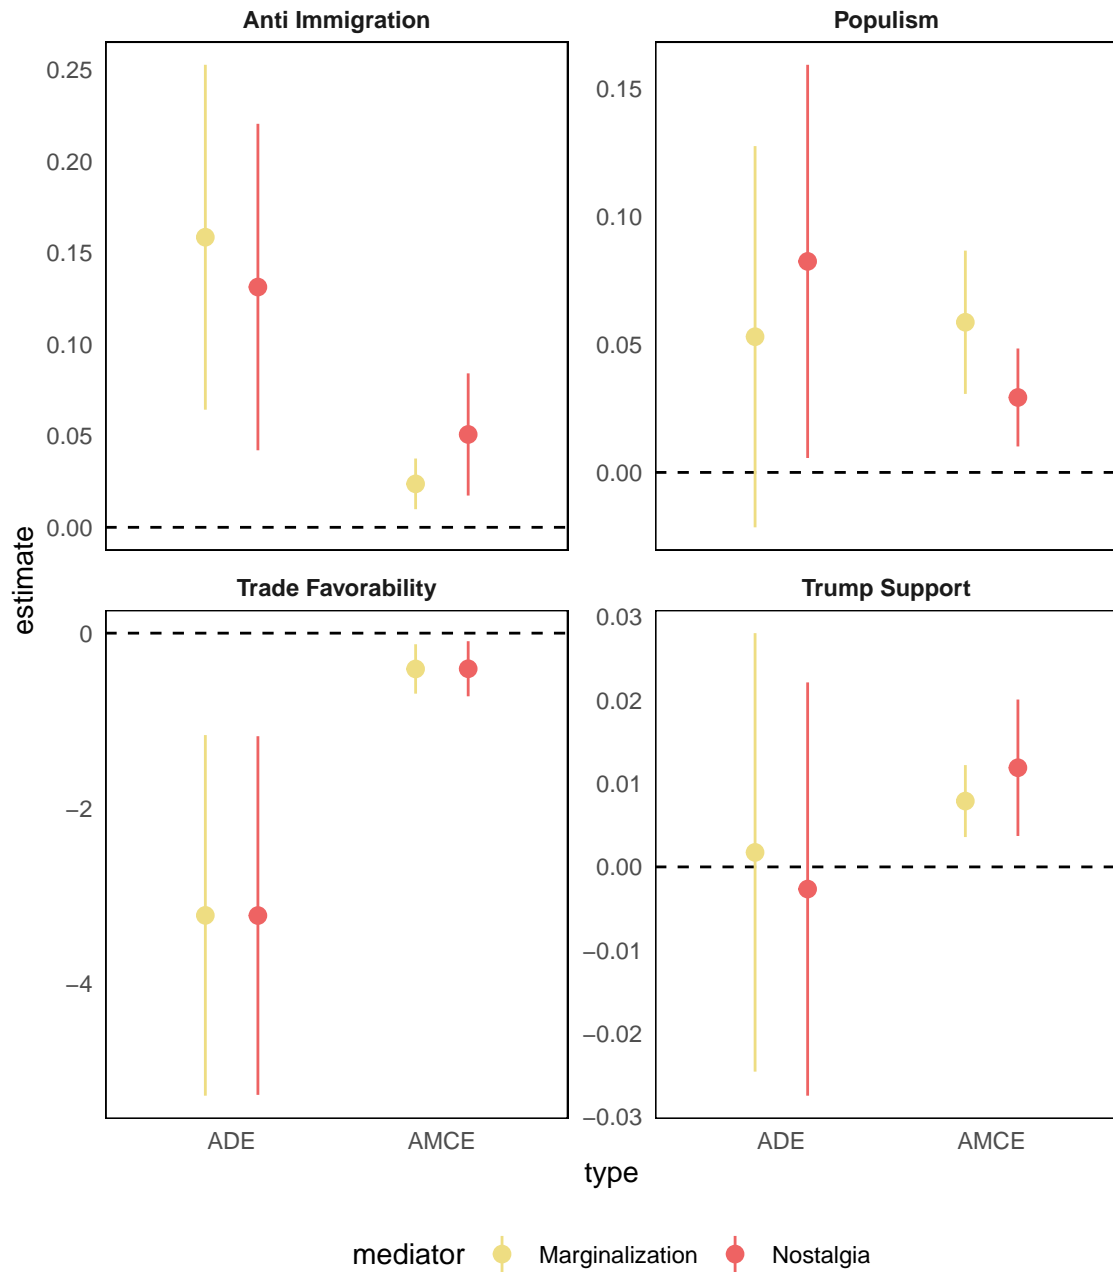 Anti Immigration
Populism
0.25
0.20
0.15
0.10
0.05
0.00
0.15
0.10
0.05
0.00
estimate
Trade Favorability
Trump Support
0
−2
−4
0.03
0.02
0.01
0.00
−0.01
−0.02
−0.03
ADE AMCE
ADE AMCE
type
mediator Marginalization Nostalgia